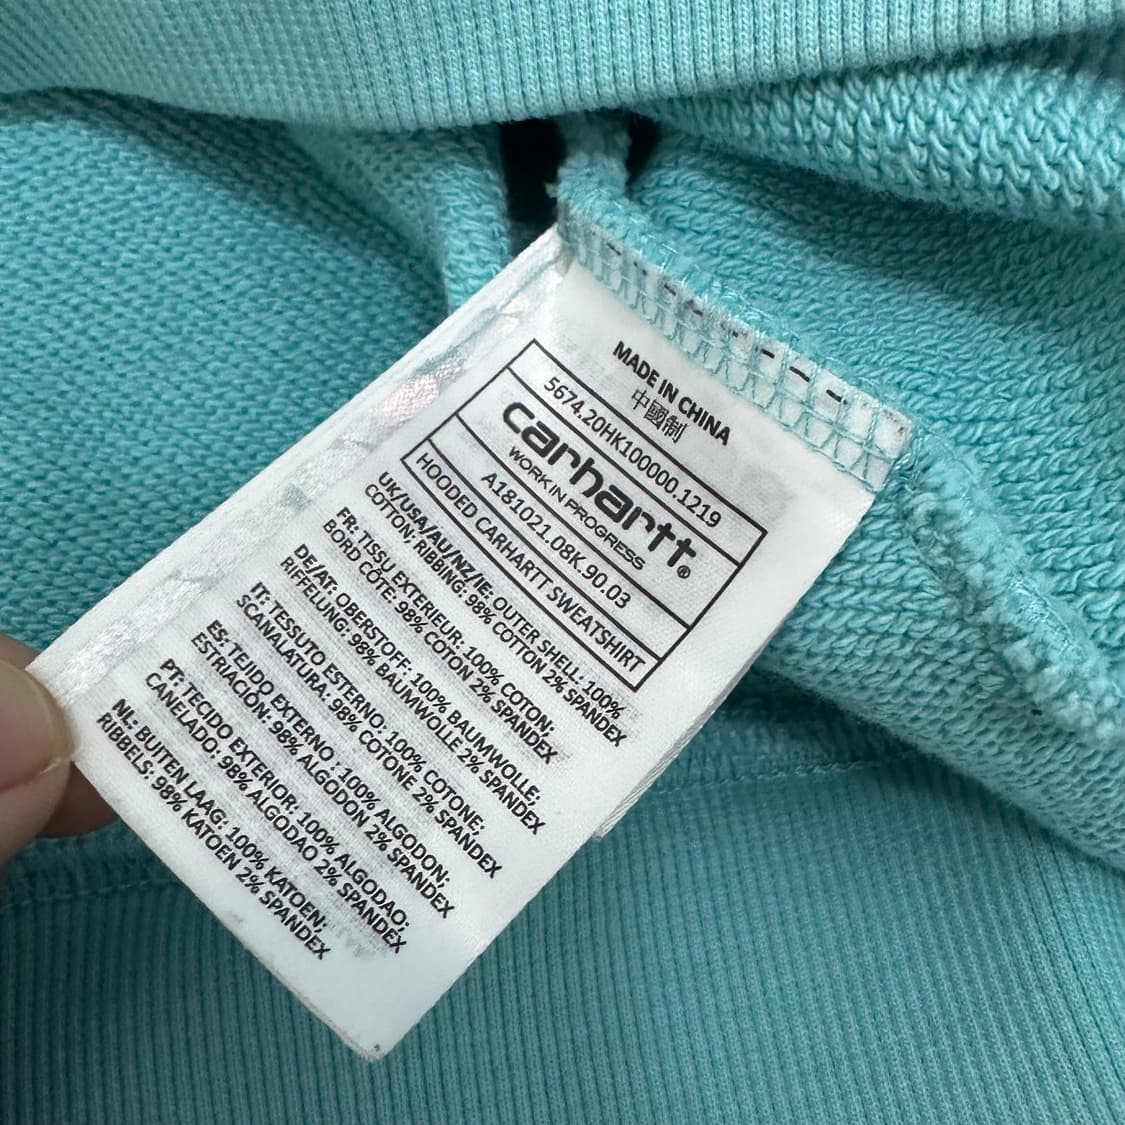 MADE IN CHINA
中國制
5674.20HK100000.1219
carhartt®
WORK IN PROGRESS
A181021.08K.90.03
HOODED CARHARTT SWEATSHIRT
UK/USA/AU/NZ/IE: OUTER SHELL: 100%
COTTON; RIBBING: 98% COTTON 2% SPANDEX
FR: TISSU EXTERIEUR: 100% COTON;
BORD CÔTE: 98% COTON 2% SPANDEX
DE/AT: OBERSTOFF: 100% BAUMWOLLE;
RIFFELUNG: 98% BAUMWOLLE 2% SPANDEX
IT: TESSUTO ESTERNO: 100% COTONE;
SCANALATURA: 98% COTONE 2% SPANDEX
ES: TEJIDO EXTERNO : 100% ALGODON;
ESTRIACION: 98% ALGODON 2% SPANDEX
PT: TECIDO EXTERIOR: 100% ALGODAO;
CANELADO: 98% ALGODAO 2% SPANDEX
NL: BUITEN LAAG: 100% KATOEN;
RIBBELS: 98% KATOEN 2% SPANDEX